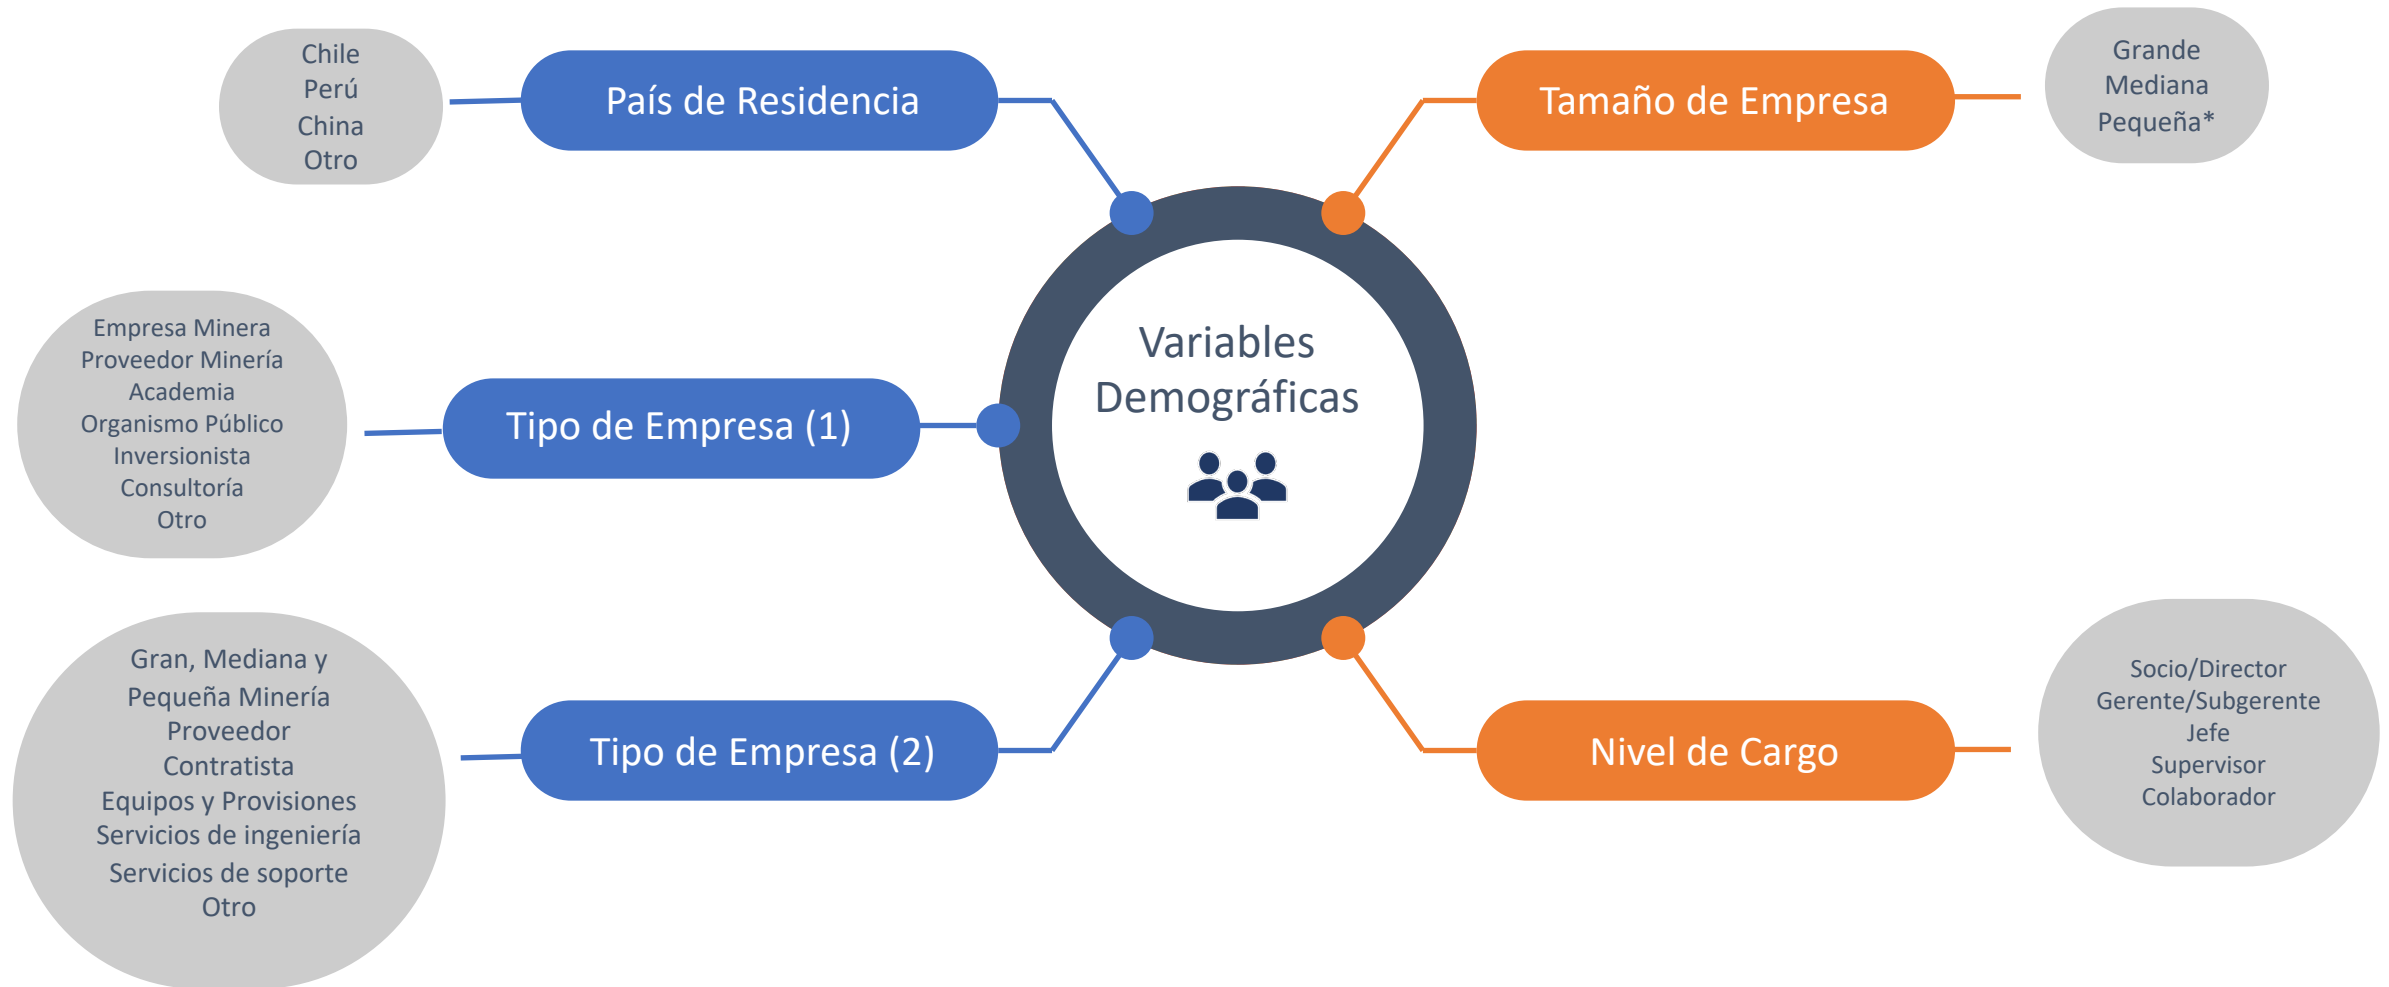 Chile
Perú
China
Otro
País de Residencia
Tamaño de Empresa
Grande
Mediana
Pequeña*
Empresa Minera
Proveedor Minería
Academia
Organismo Público
Inversionista
Consultoría
Otro
Tipo de Empresa (1)
Variables
Demográficas
Gran, Mediana y
Pequeña Minería
Proveedor
Contratista
Equipos y Provisiones
Servicios de ingeniería
Servicios de soporte
Otro
Tipo de Empresa (2)
Nivel de Cargo
Socio/Director
Gerente/Subgerente
Jefe
Supervisor
Colaborador